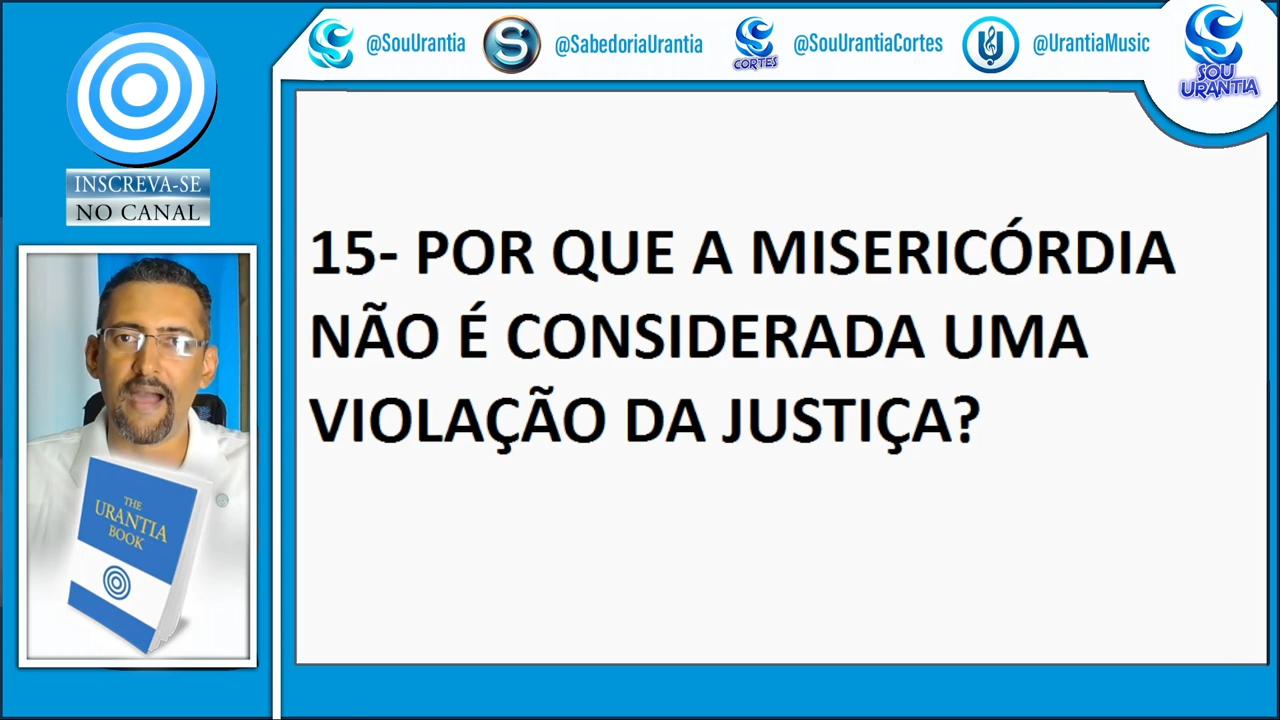 @SouUrantia
@SabedoriaUrantia
CORTES
@SouUrantiaCortes
@UrantiaMusic
SOU
URANTIA
INSCREVA-SE
NO CANAL
15- POR QUE A MISERICÓRDIA
NÃO É CONSIDERADA UMA
VIOLAÇÃO DA JUSTIÇA?
THE
URANTIA
BOOK